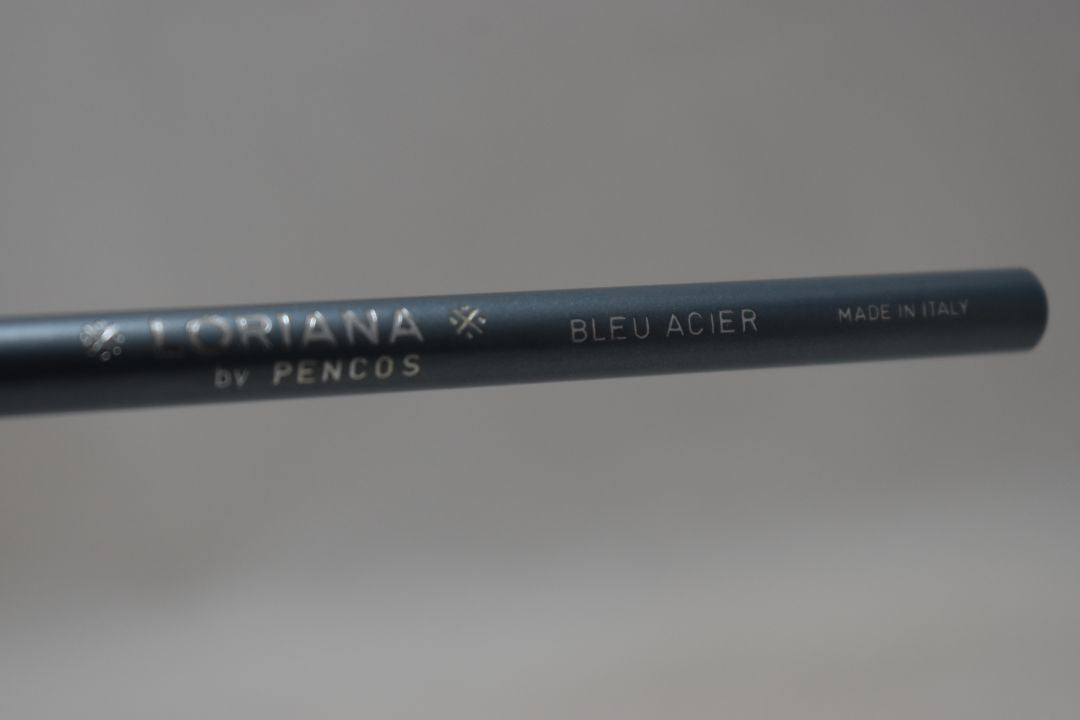 LORIANA
by PENCOS
BLEU ACIER
MADE IN ITALY